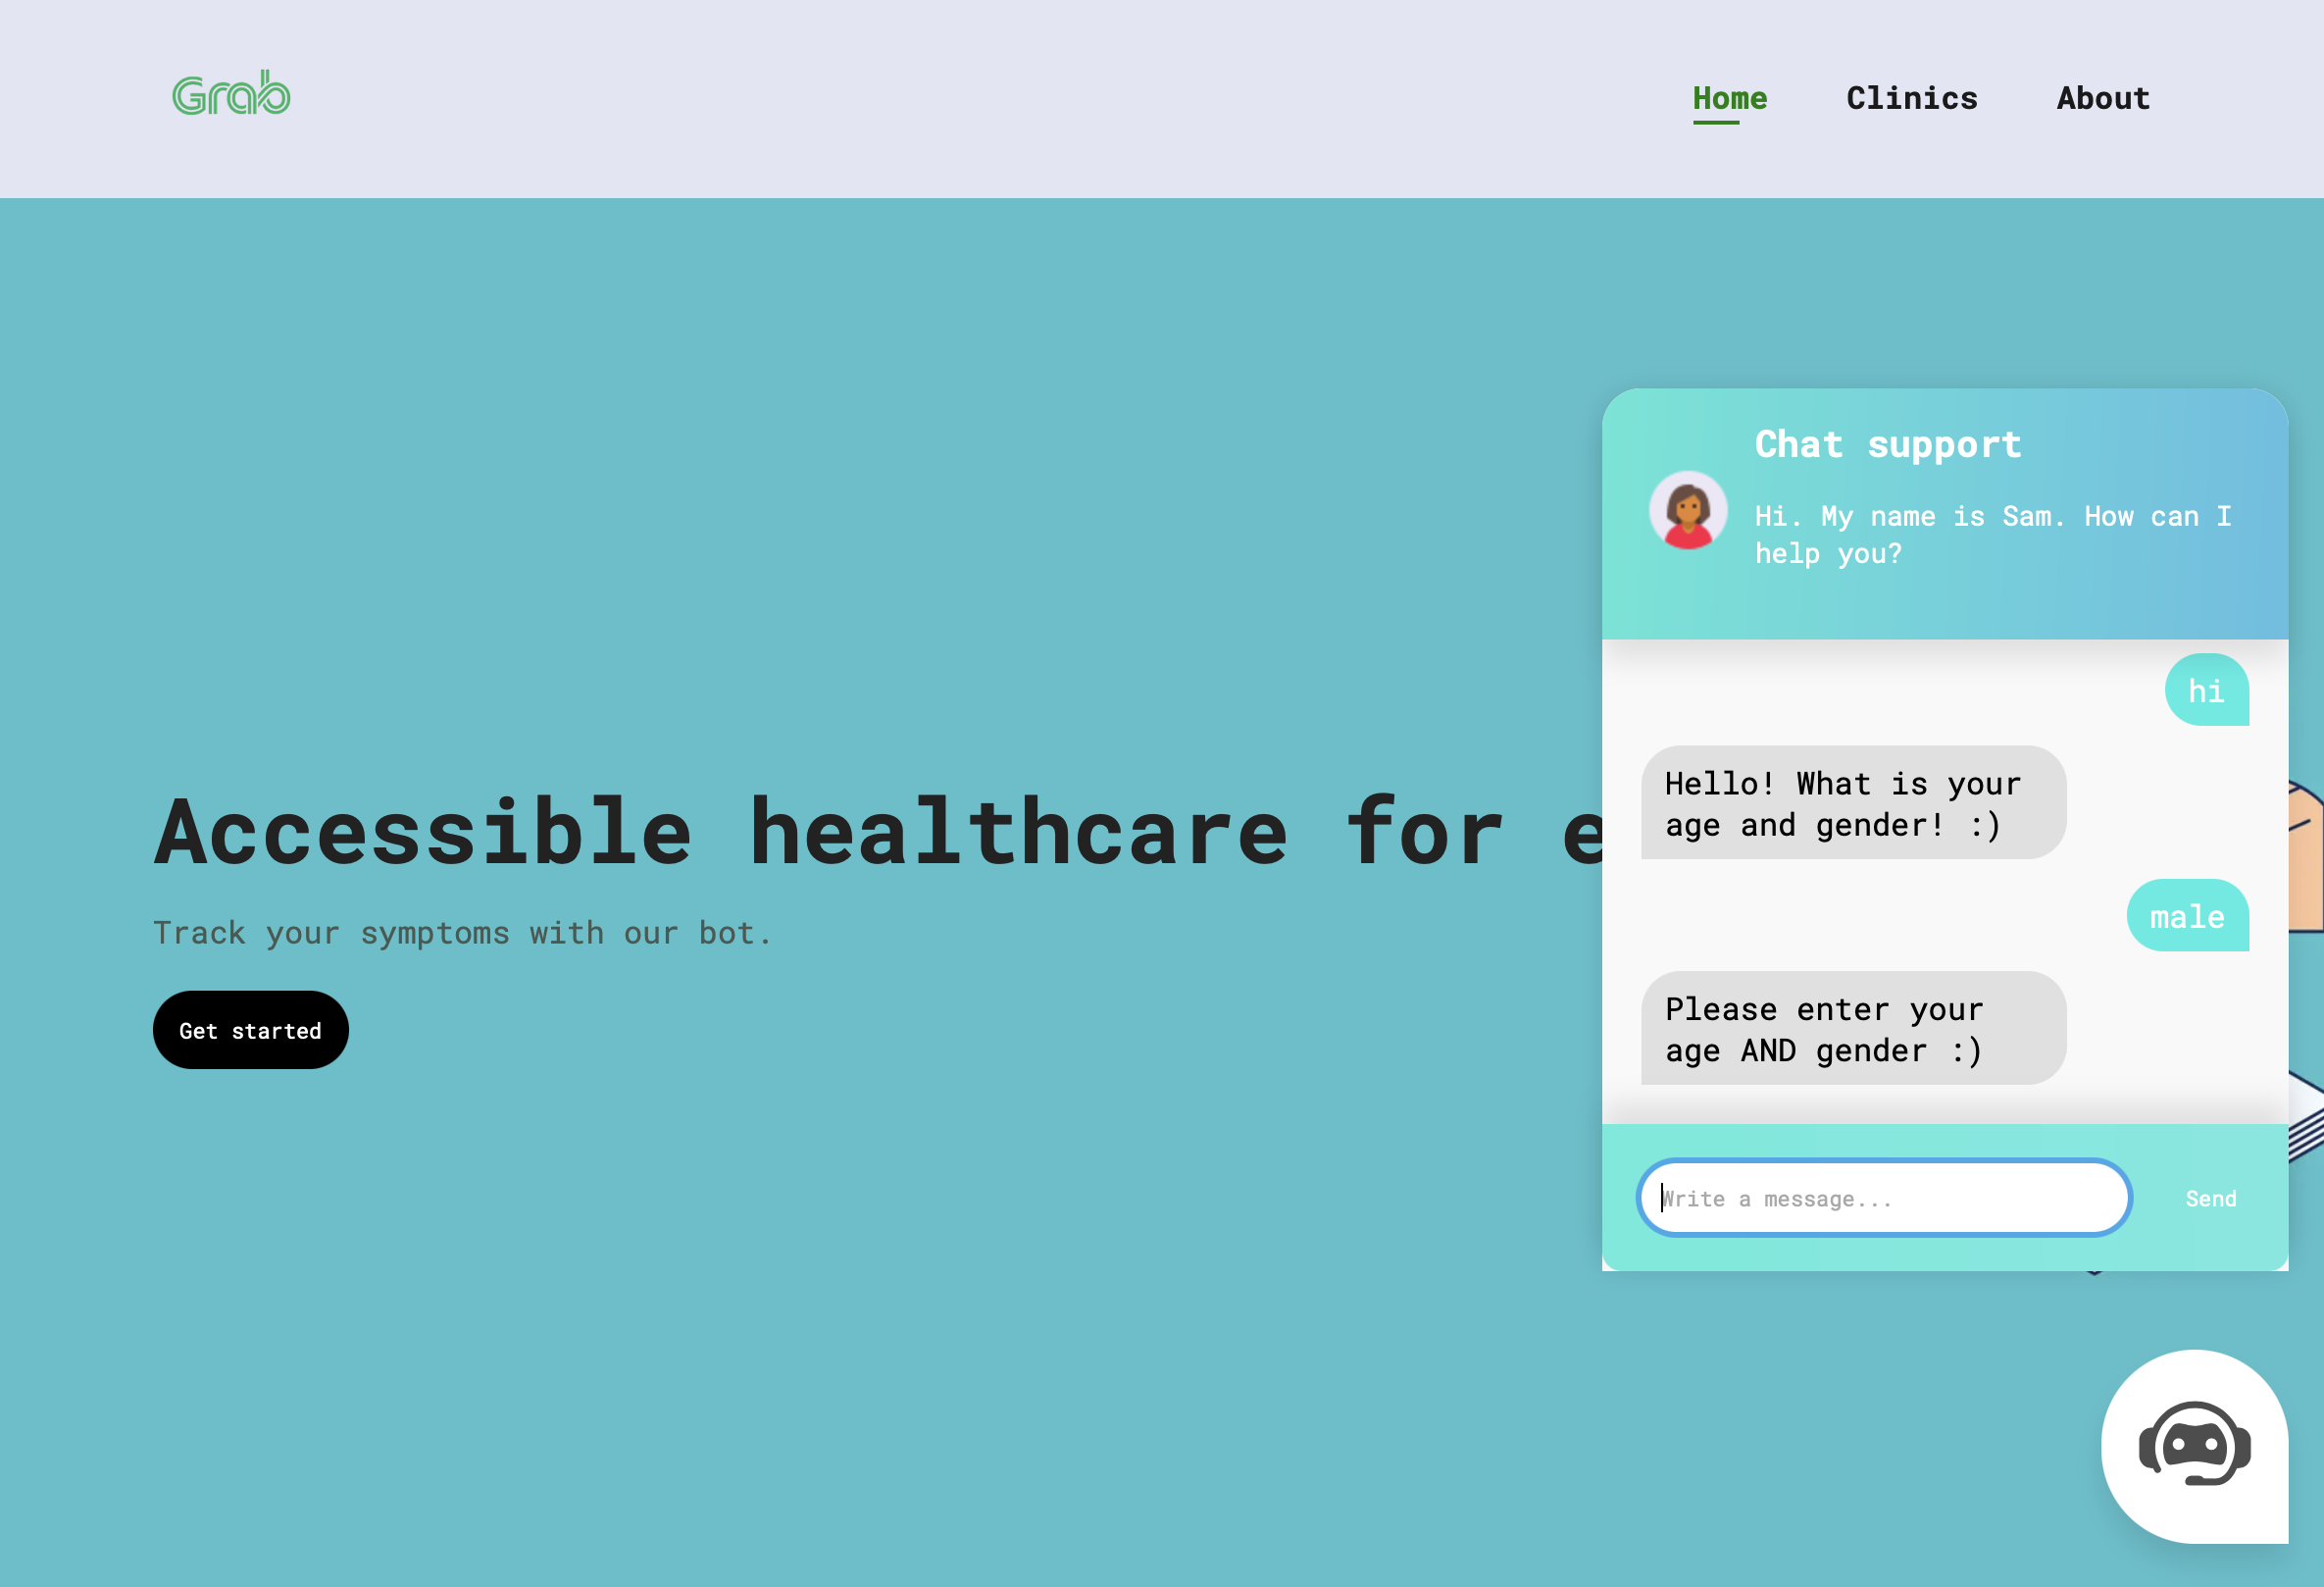 Grab
Home
Clinics
About
Accessible healthcare for e
Track your symptoms with our bot.
Get started
Chat support
Hi. My name is Sam. How can I
help you?
hi
Hello! What is your
age and gender! :)
male
Please enter your
age AND gender :)
Write a message...
Send